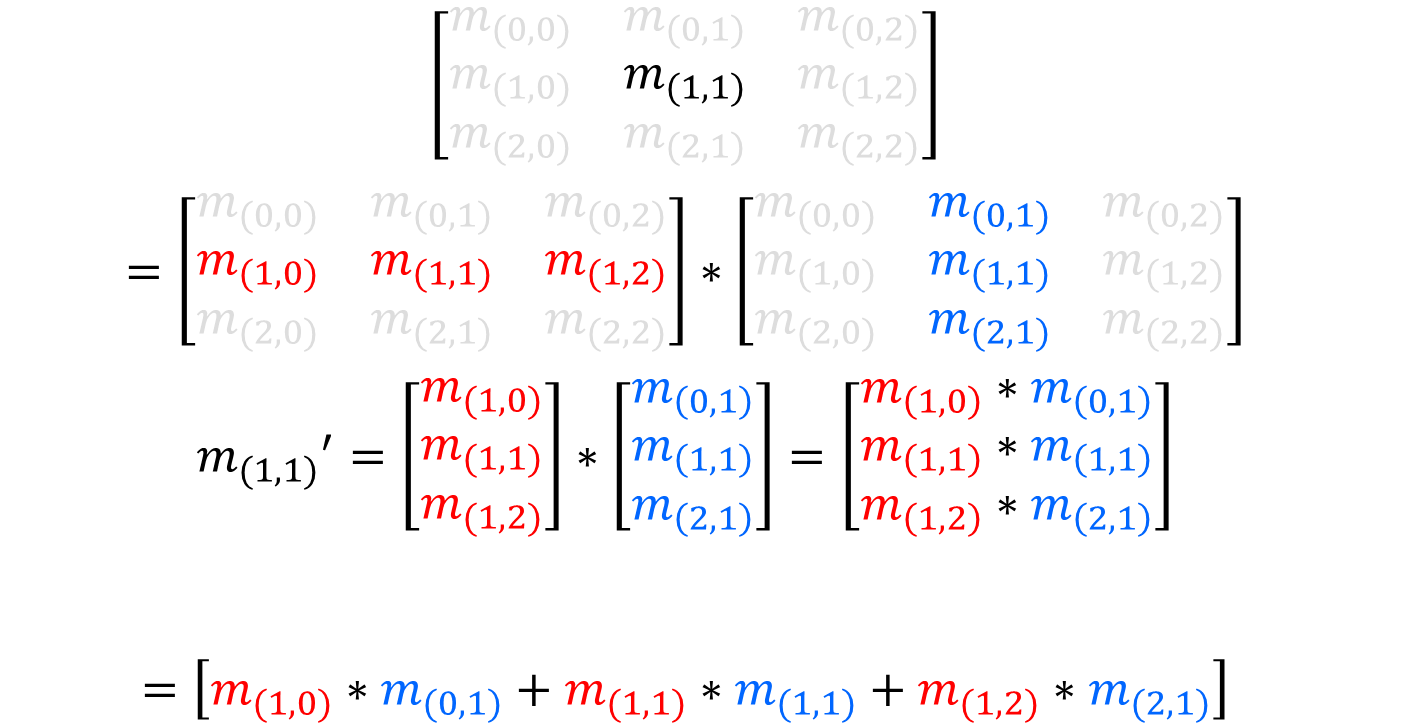 m(0,0) m(0,1) m(0,2)
m(1,0) m(1,1) m(1,2)
m(2,0) m(2,1) m(2,2)
m(0,0) m(0,1) m(0,2) m(0,0) m(0,1) m(0,2)
= m(1,0) m(1,1) m(1,2) * m(1,0) m(1,1) m(1,2)
m(2,0) m(2,1) m(2,2) m(2,0) m(2,1) m(2,2)
m(1,0) m(0,1) m(1,0) * m(0,1)
m(1,1)′ = [m(1,1)] * [m(1,1)] = [m(1,1) * m(1,1)]
m(1,2) m(2,1) m(1,2) * m(2,1)
= [m(1,0) * m(0,1) + m(1,1) * m(1,1) + m(1,2) * m(2,1)]